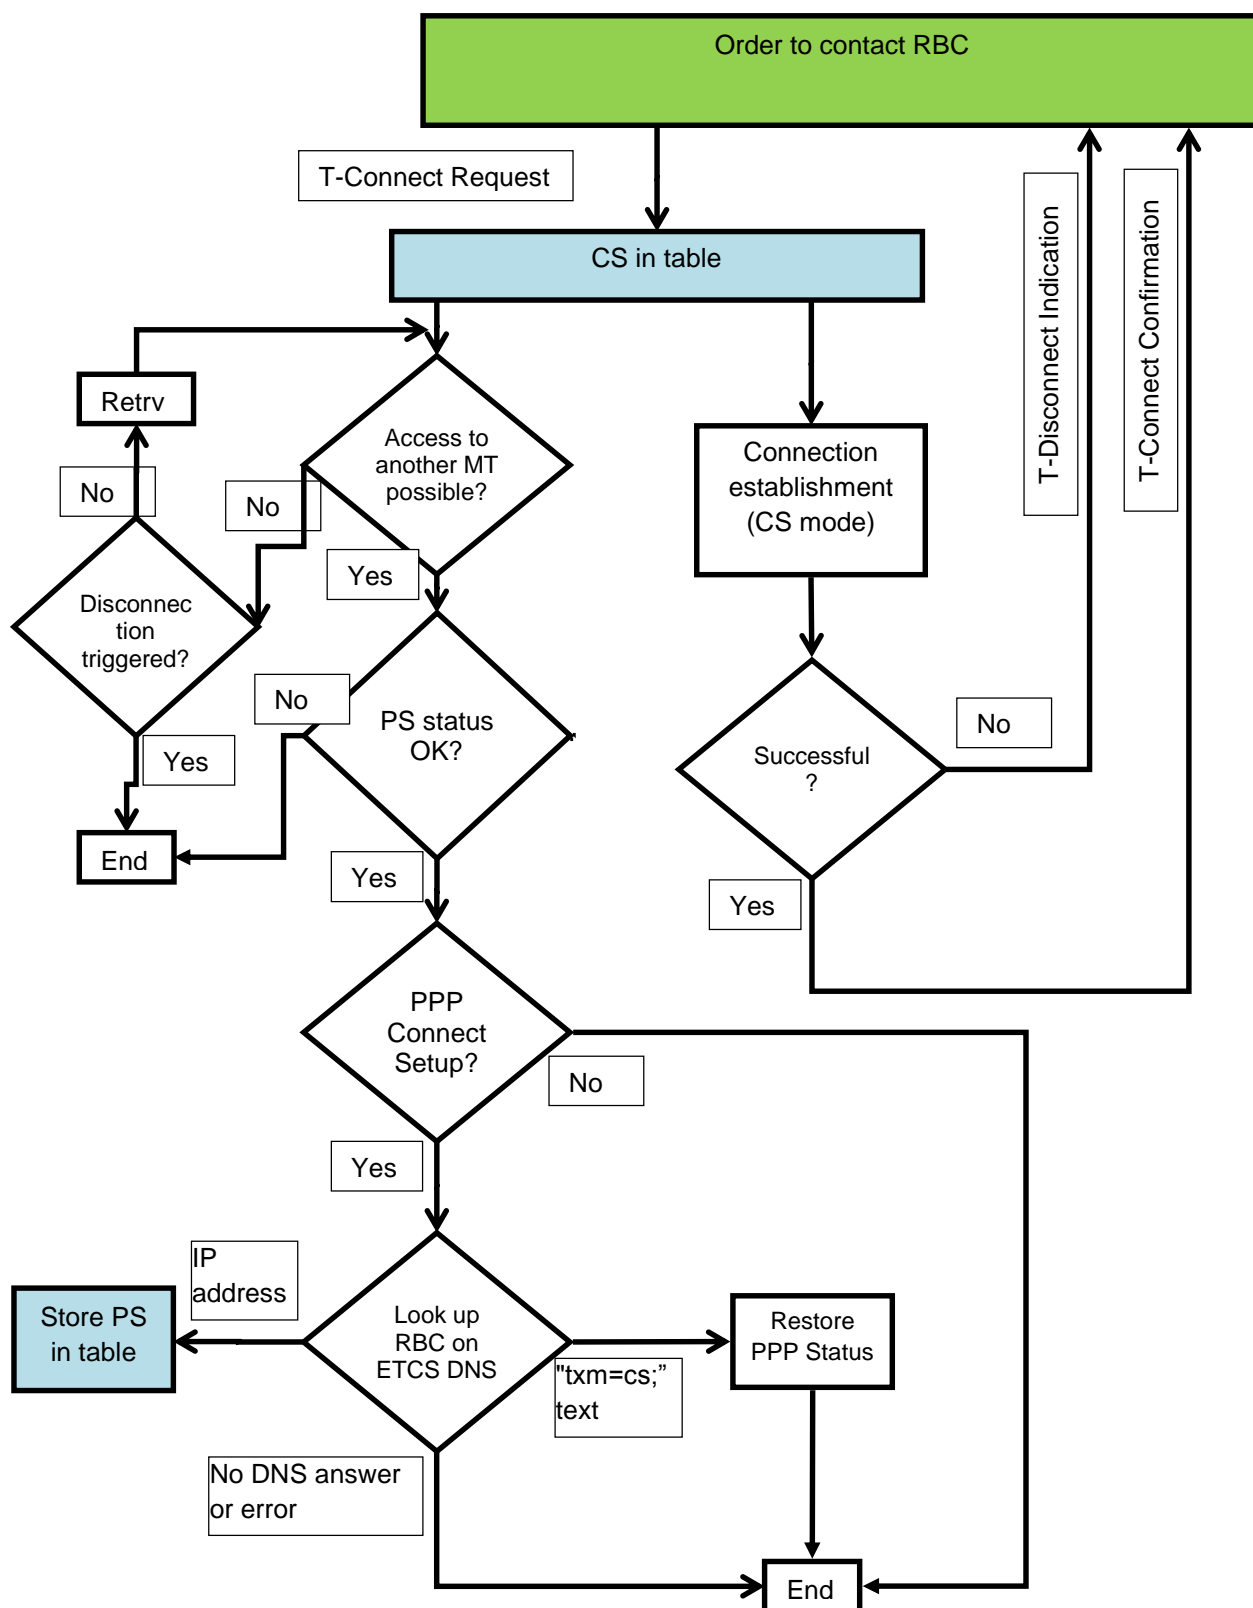 Order to contact RBC
T-Connect Request
T-Disconnect Indication
T-Connect Confirmation
CS in table
Retry
Access to
another MT
possible?
Connection
establishment
(CS mode)
No
No
Yes
Disconnec
tion
triggered?
No
PS status
OK?
No
Successful
?
Yes
End
Yes
Yes
PPP
Connect
Setup?
No
Yes
IP
address
Store PS
in table
Look up
RBC on
ETCS DNS
Restore
PPP Status
"txm=cs;”
text
No DNS answer
or error
End